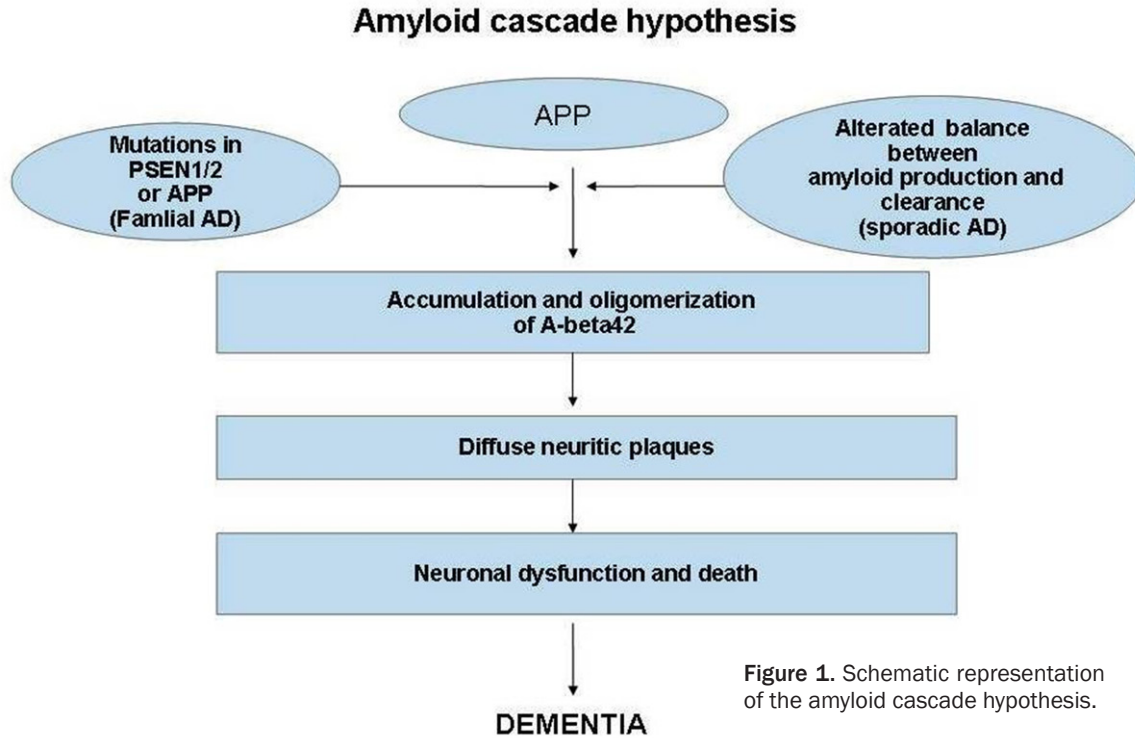 Amyloid cascade hypothesis
APP
Mutations in
PSEN1/2
or APP
(Famlial AD)
Alterated balance
between
amyloid production and
clearance
(sporadic AD)
Accumulation and oligomerization
of A-beta42
Diffuse neuritic plaques
Neuronal dysfunction and death
DEMENTIA
Figure 1. Schematic representation
of the amyloid cascade hypothesis.